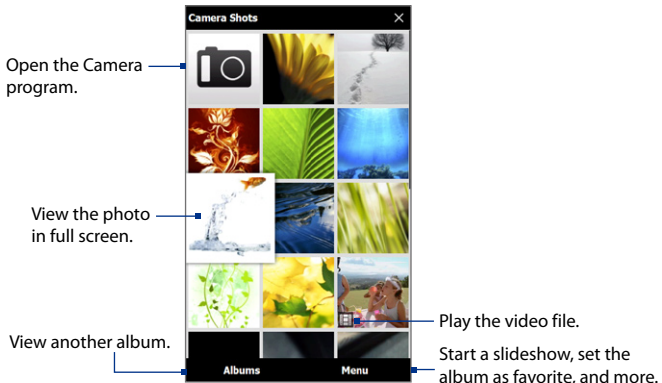 Camera Shots
Open the Camera
program.
View the photo
in full screen.
Play the video file.
View another album.
Albums
Menu
Start a slideshow, set the
album as favorite, and more.